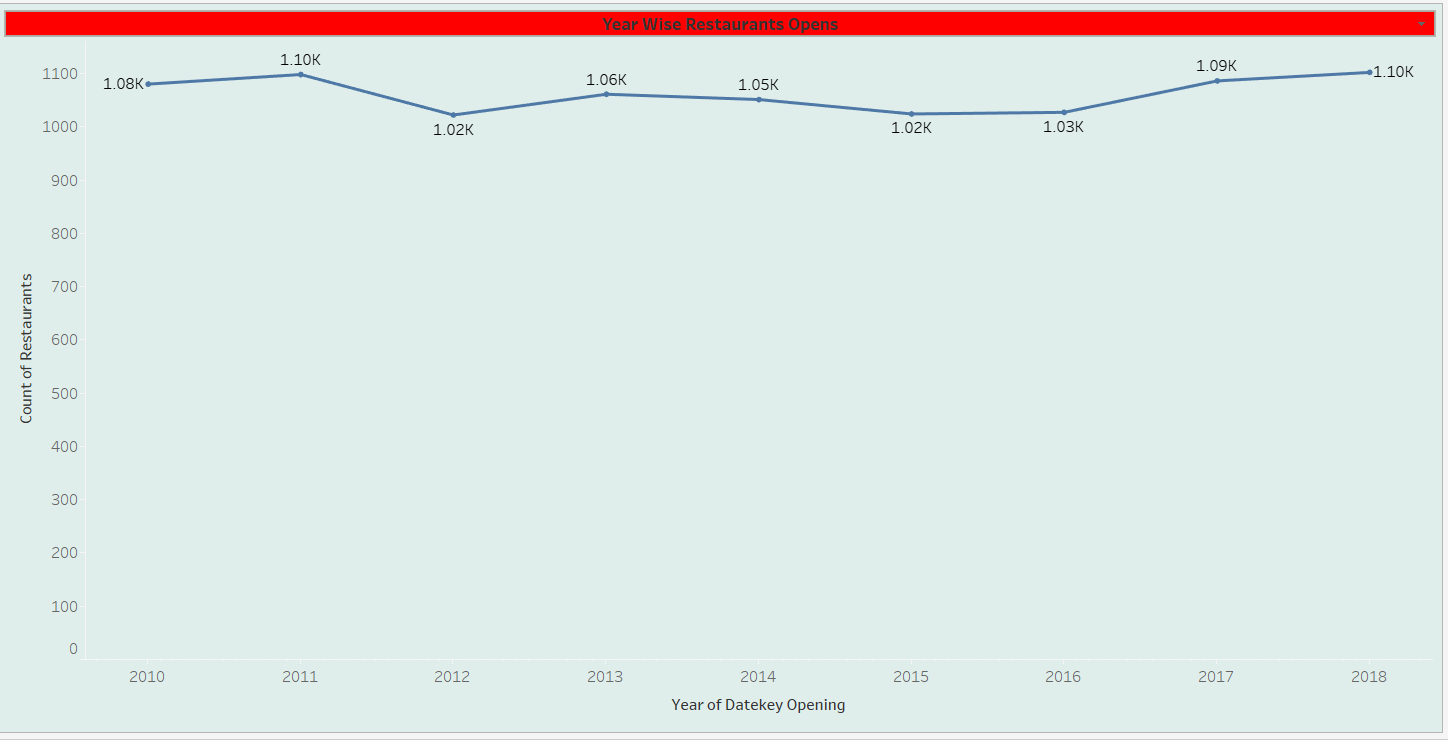 Year Wise Restaurants Opens
1.08K
1.10K
1.02K
1.06K
1.05K
1.02K
1.03K
1.09K
1.10K
Count of Restaurants
1100
1000
900
800
700
600
500
400
300
200
100
0
2010 2011 2012 2013 2014 2015 2016 2017 2018
Year of Datekey Opening